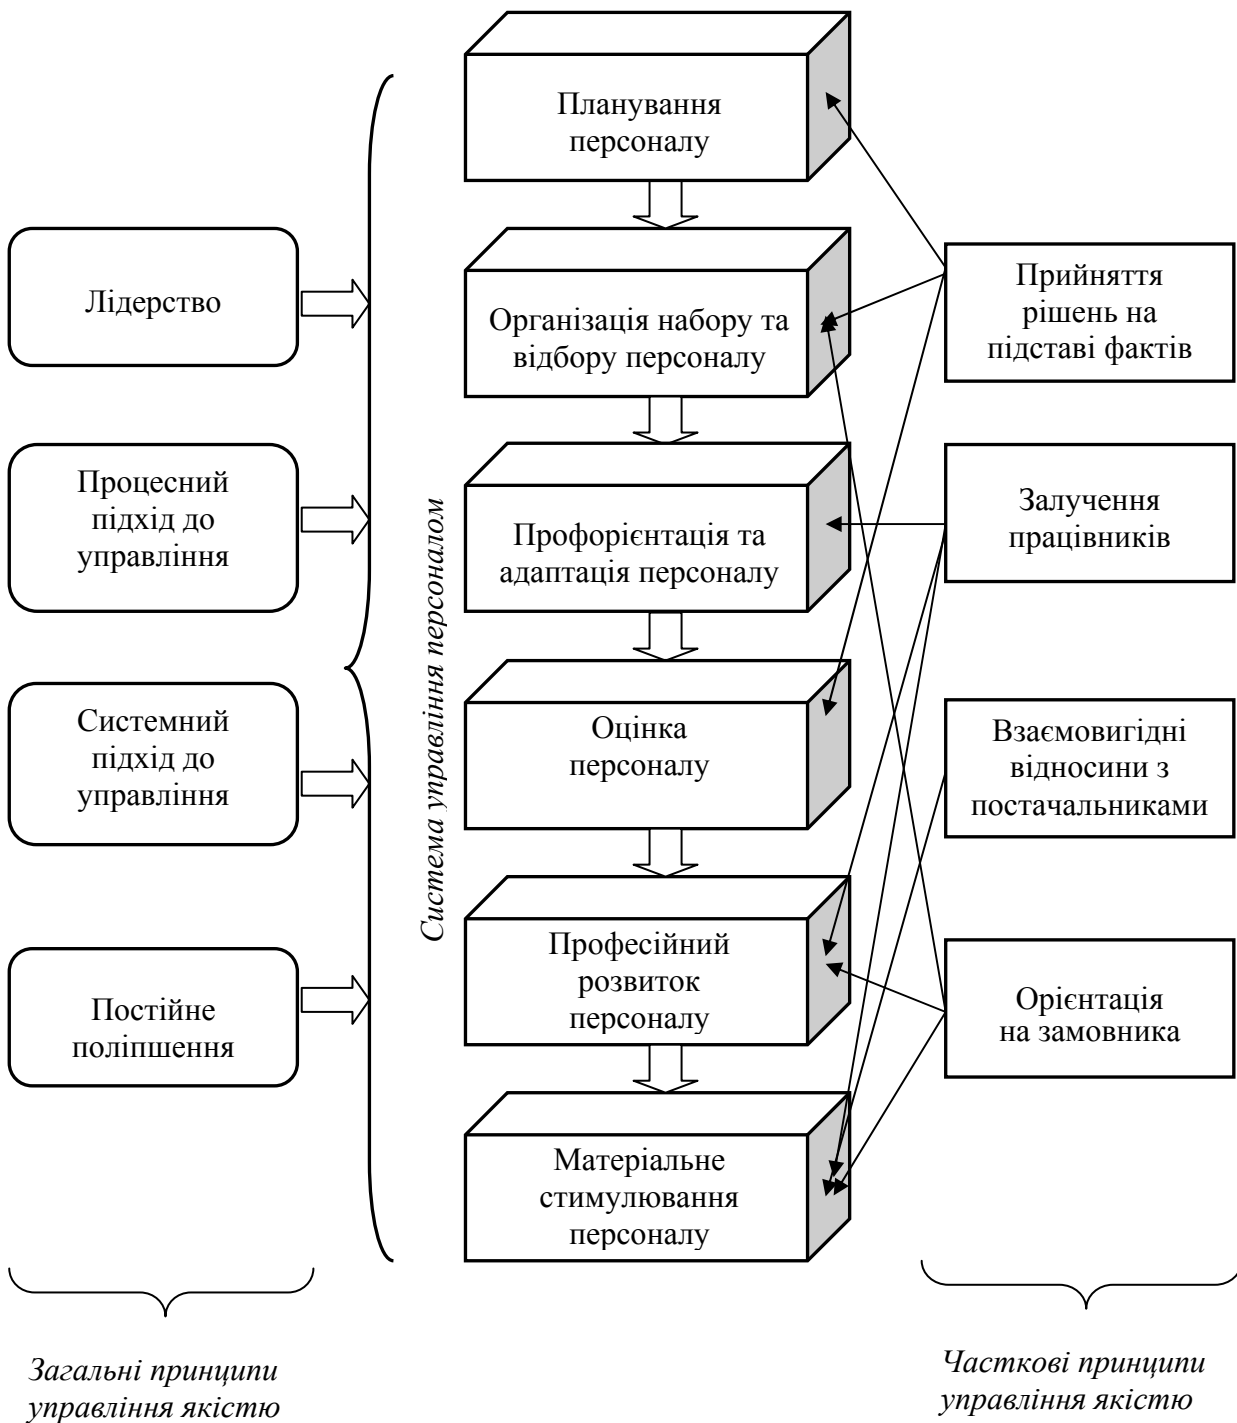 Планування
персоналу
Лідерство
Організація набору та
відбору персоналу
Прийняття
рішень на
підставі фактів
Процесний
підхід до
управління
Профорієнтація та
адаптація персоналу
Залучення
працівників
Система управління персоналом
Системний
підхід до
управління
Оцінка
персоналу
Взаємовигідні
відносини з
постачальниками
Постійне
поліпшення
Професійний
розвиток
персоналу
Орієнтація
на замовника
Матеріальне
стимулювання
персоналу
Загальні принципи
управління якістю
Часткові принципи
управління якістю